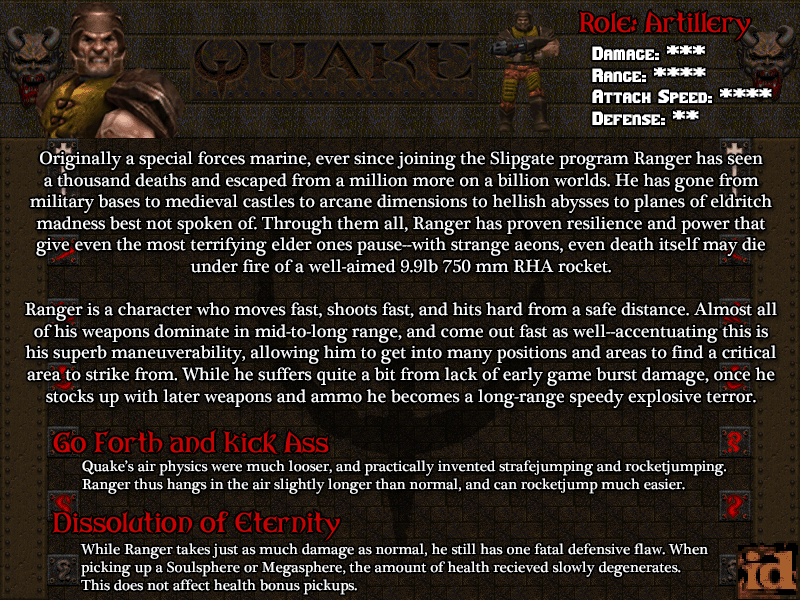 QUAKE
Role: Artillery
Damage: ***
Range: ****
Attach Speed: ****
Defense: **
Originally a special forces marine, ever since joining the Slipgate program Ranger has seen
a thousand deaths and escaped from a million more on a billion worlds. He has gone from
military bases to medieval castles to arcane dimensions to hellish abysses to planes of eldritch
madness best not spoken of. Through them all, Ranger has proven resilience and power that
give even the most terrifying elder ones pause--with strange aeons, even death itself may die
under fire of a well-aimed 9.9lb 750 mm RHA rocket.
Ranger is a character who moves fast, shoots fast, and hits hard from a safe distance. Almost all
of his weapons dominate in mid-to-long range, and come out fast as well--accentuating this is
his superb maneuverability, allowing him to get into many positions and areas to find a critical
area to strike from. While he suffers quite a bit from lack of early game burst damage, once he
stocks up with later weapons and ammo he becomes a long-range speedy explosive terror.
Go Forth and Kick Ass
Quake's air physics were much looser, and practically invented strafejumping and rocketjumping.
Ranger thus hangs in the air slightly longer than normal, and can rocketjump much easier.
Dissolution of Eternity
While Ranger takes just as much damage as normal, he still has one fatal defensive flaw. When
picking up a Soulsphere or Megasphere, the amount of health recieved slowly degenerates.
This does not affect health bonus pickups.
id